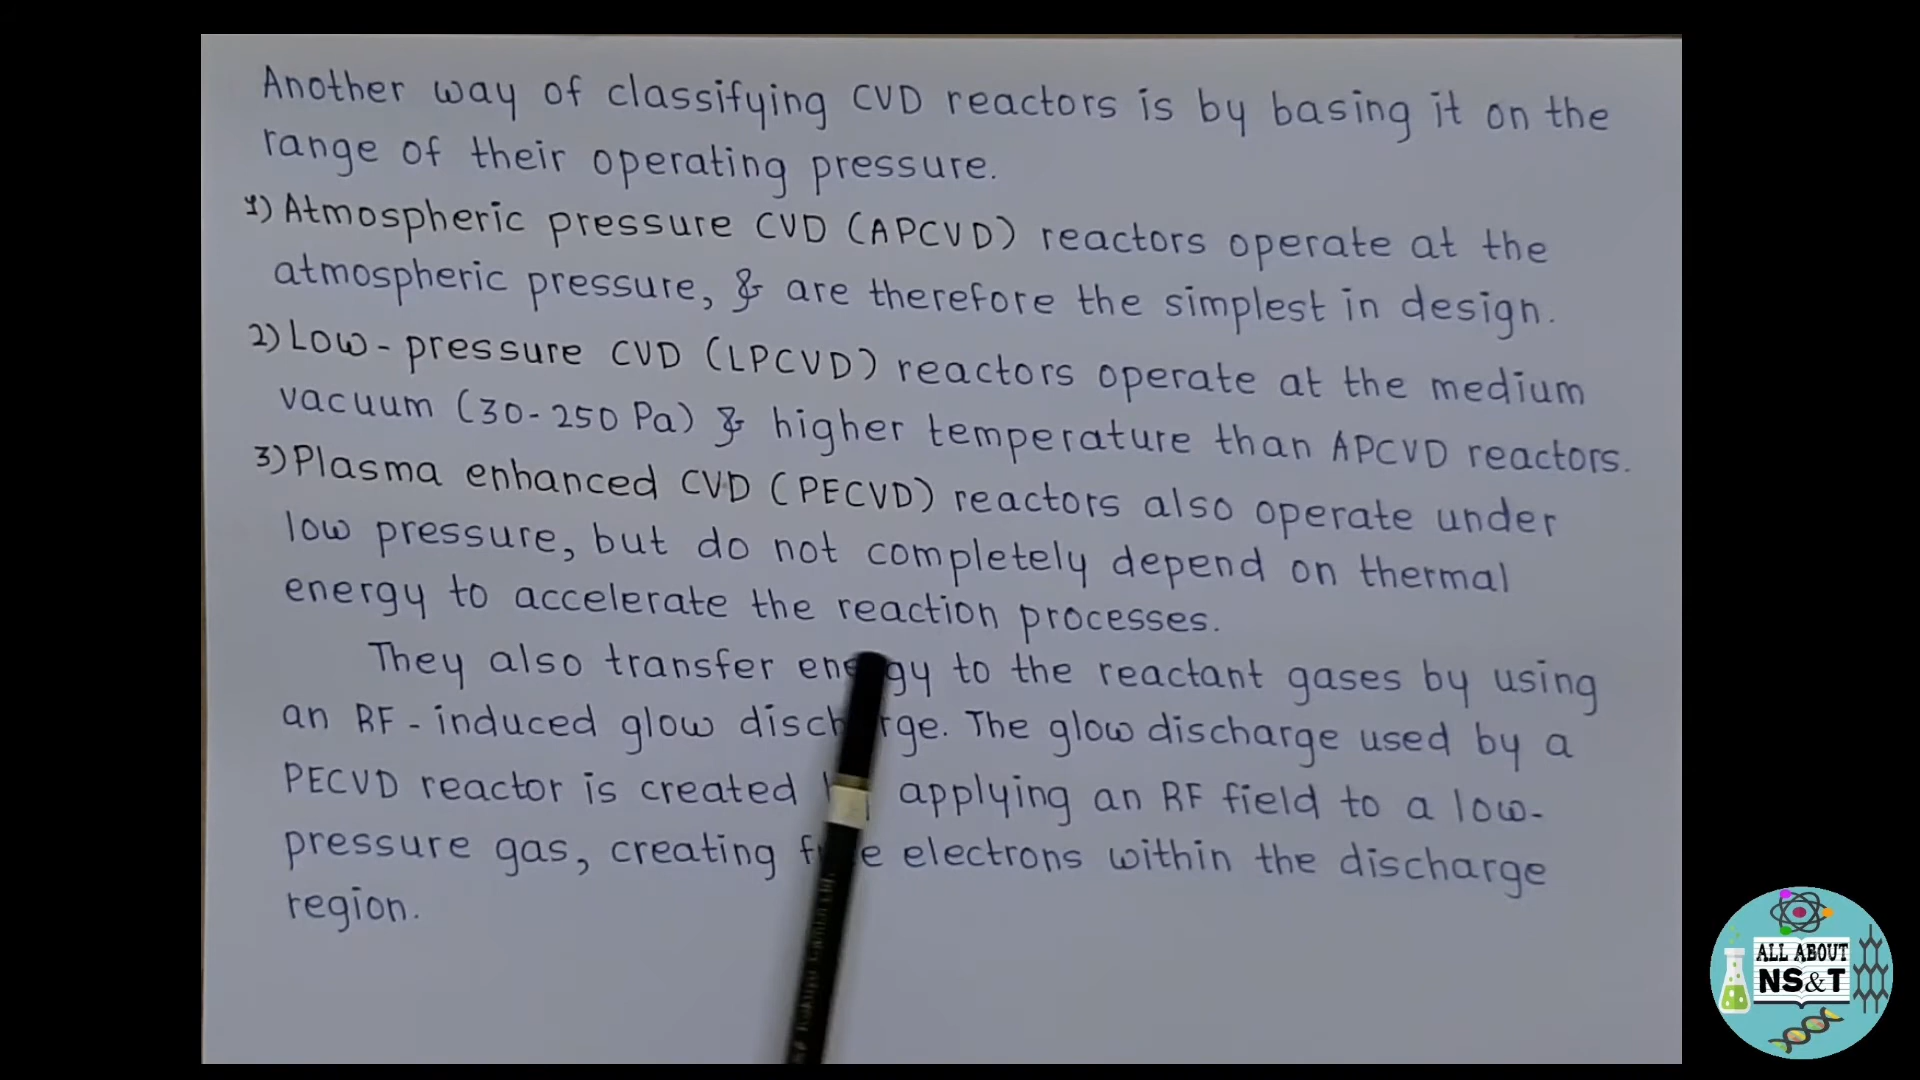 Another way of classifying CVD reactors is by basing it on the
range of their operating pressure.
1) Atmospheric pressure CVD (APCVD) reactors operate at the
atmospheric pressure, & are therefore the simplest in design.
2) Low-pressure CVD (LPCVD) reactors operate at the medium
vacuum (30-250 Pa) & higher temperature than APCVD reactors.
3) Plasma enhanced CVD (PECVD) reactors also operate under
low pressure, but do not completely depend on thermal
energy to accelerate the reaction processes.
They also transfer energy to the reactant gases by using
an RF-induced glow discharge. The glow discharge used by a
PECVD reactor is created applying an RF field to a low-
pressure gas, creating free electrons within the discharge
region.
ALL ABOUT
NS&T